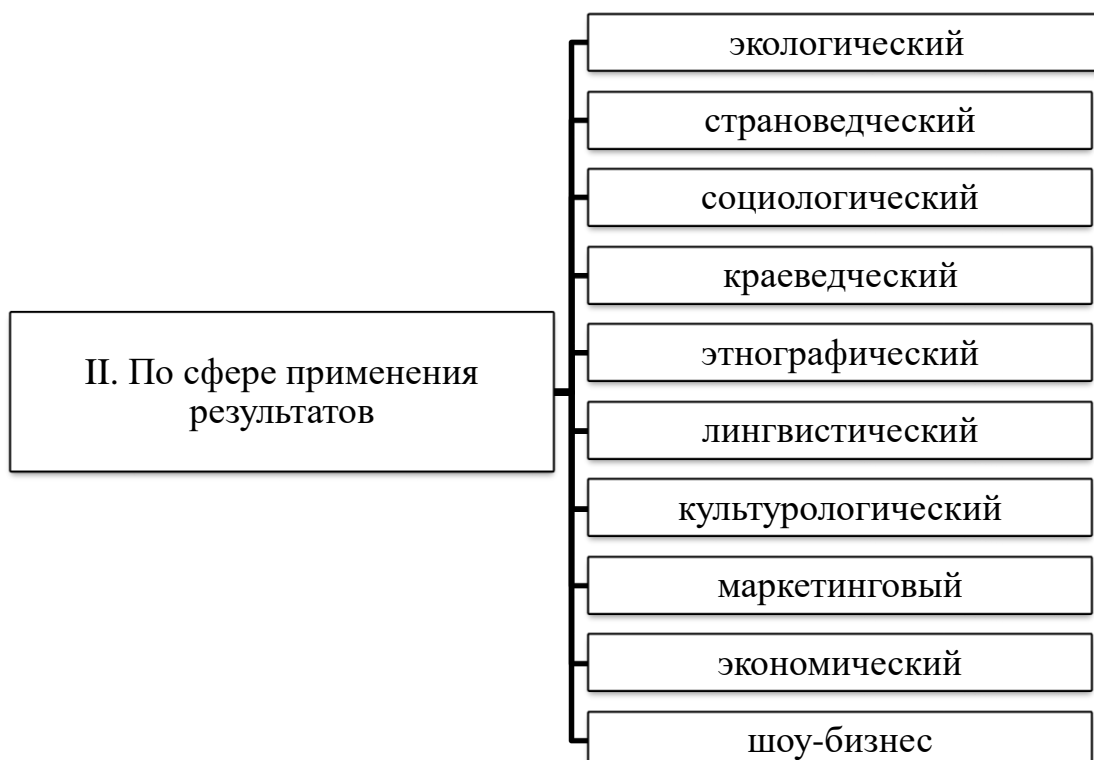 экологический
страноведческий
социологический
краеведческий
этнографический
II. По сфере применения
результатов
лингвистический
культурологический
маркетинговый
экономический
шоу-бизнес